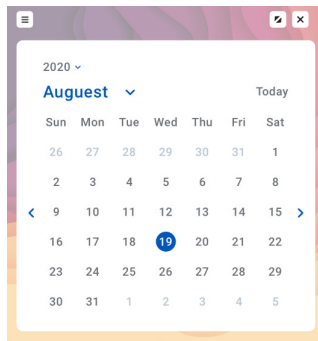 2020
Auguest
Today
Sun Mon Tue Wed Thu Fri Sat
26 27 28 29 30 31 1
2 3 4 5 6 7 8
9 10 11 12 13 14 15
16 17 18 19 20 21 22
23 24 25 26 27 28 29
30 31 1 2 3 4 5